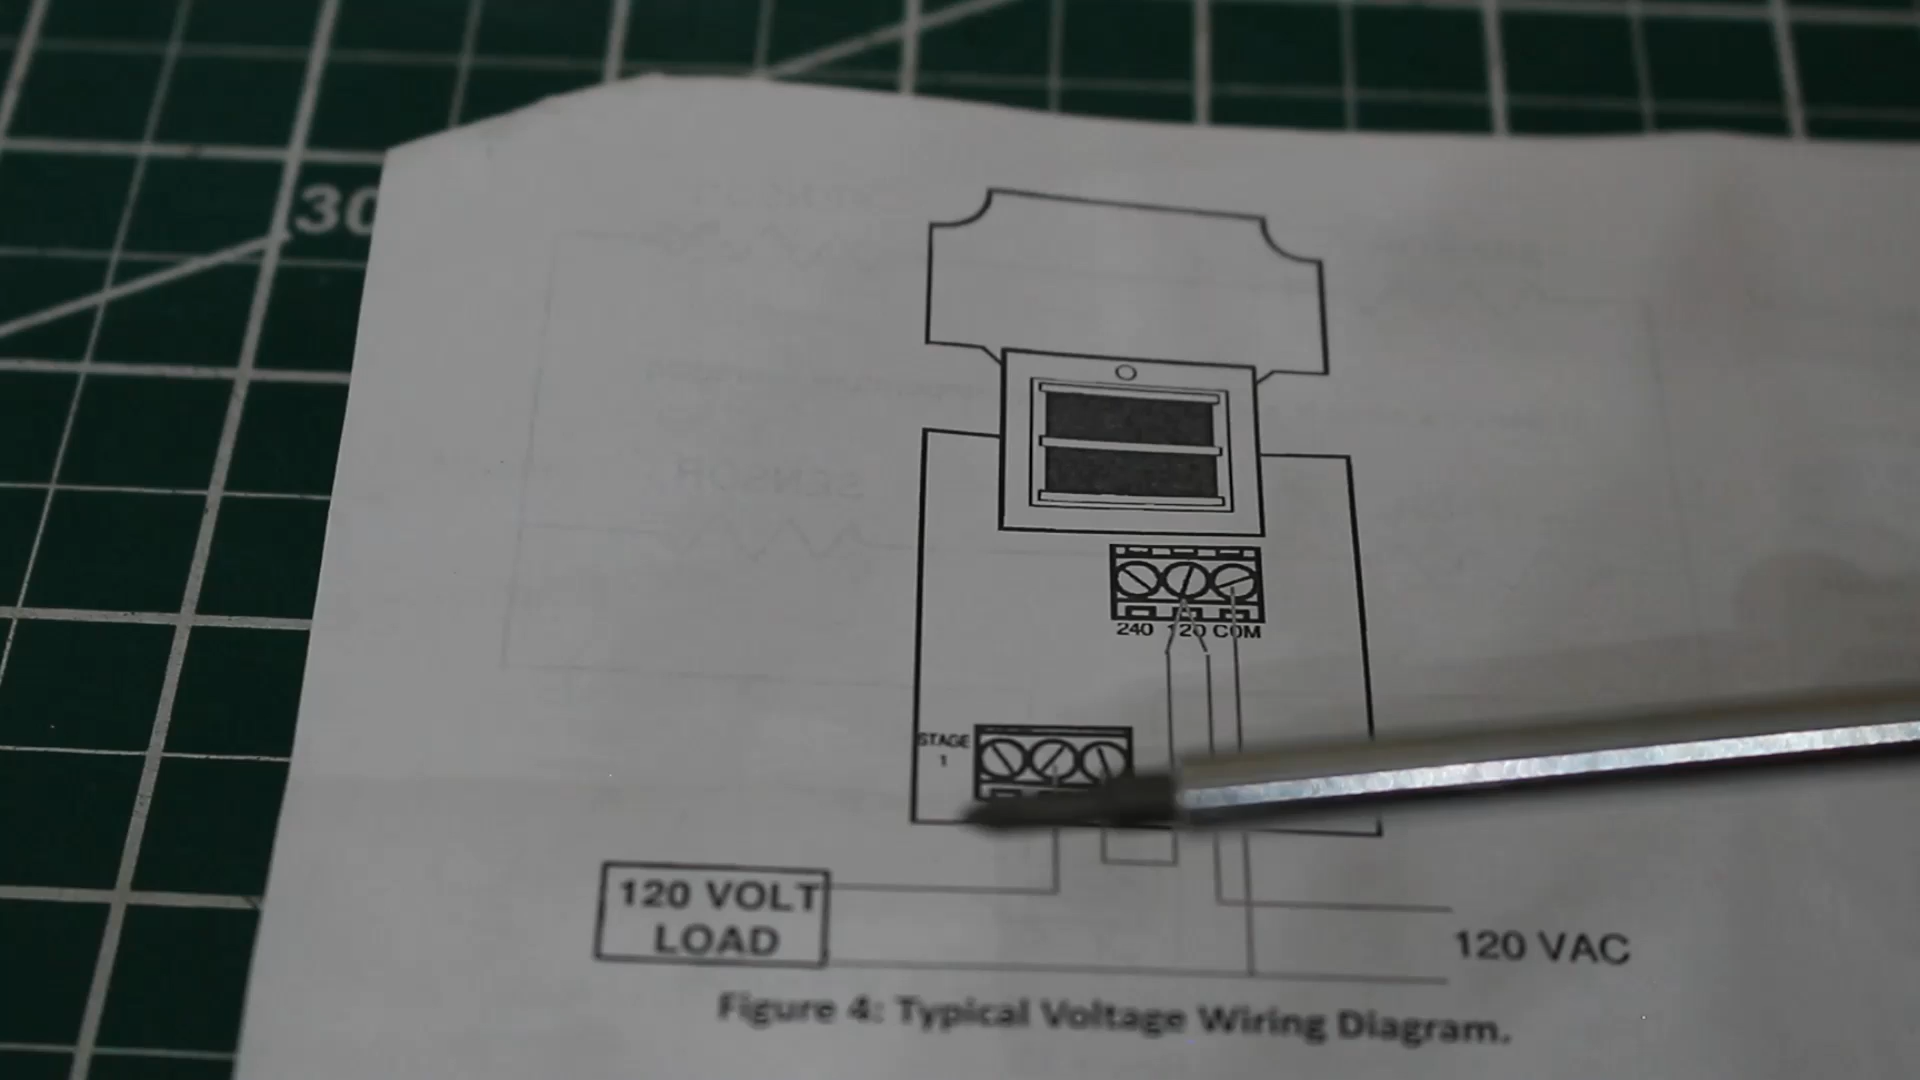 30
240 120 COM
STAGE
1
120 VOLT
LOAD
120 VAC
Figure 4: Typical Voltage Wiring Diagram.